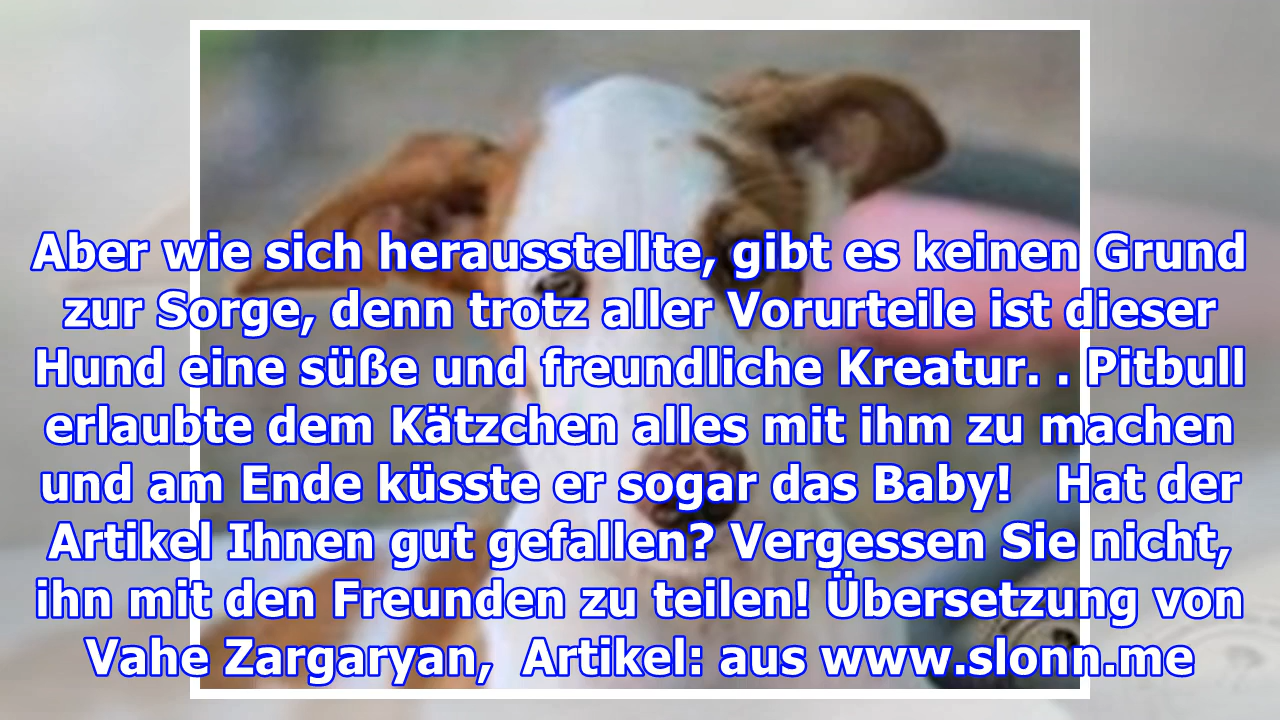 Aber wie sich herausstellte, gibt es keinen Grund
zur Sorge, denn trotz aller Vorurteile ist dieser
Hund eine süße und freundliche Kreatur. . Pitbull
erlaubte dem Kätzchen alles mit ihm zu machen
und am Ende küsste er sogar das Baby!   Hat der
Artikel Ihnen gut gefallen? Vergessen Sie nicht,
ihn mit den Freunden zu teilen! Übersetzung von
Vahe Zargaryan,  Artikel: aus www.slonn.me